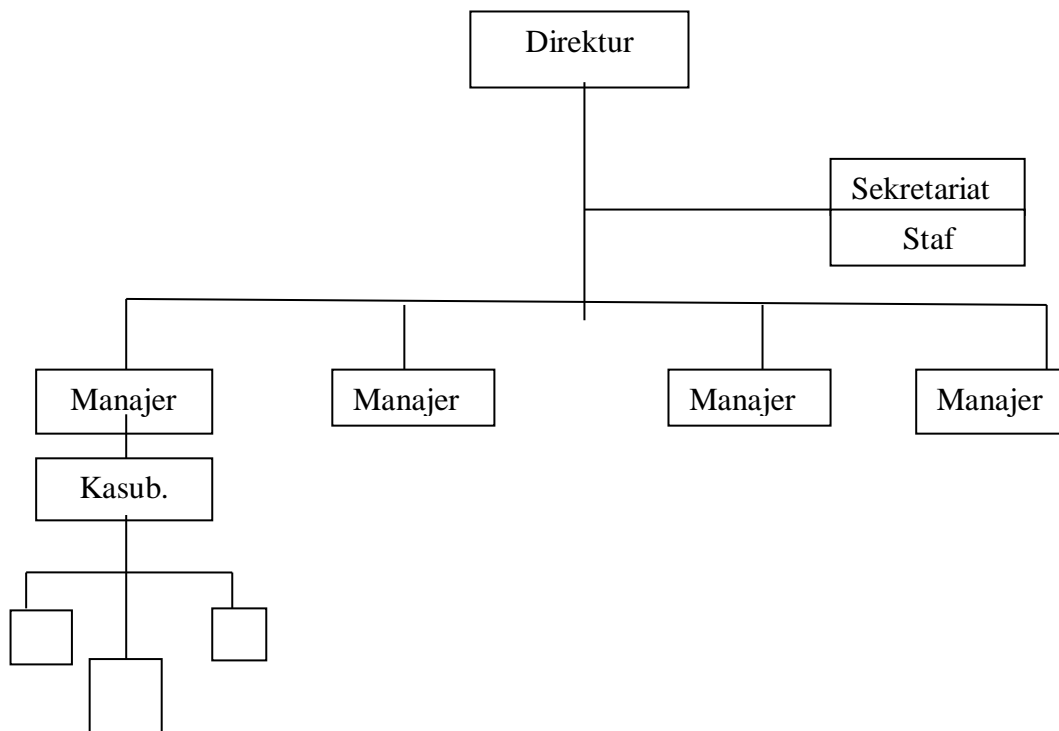 Direktur
Sekretariat
Staf
Manajer
Manajer
Manajer
Manajer
Kasub.